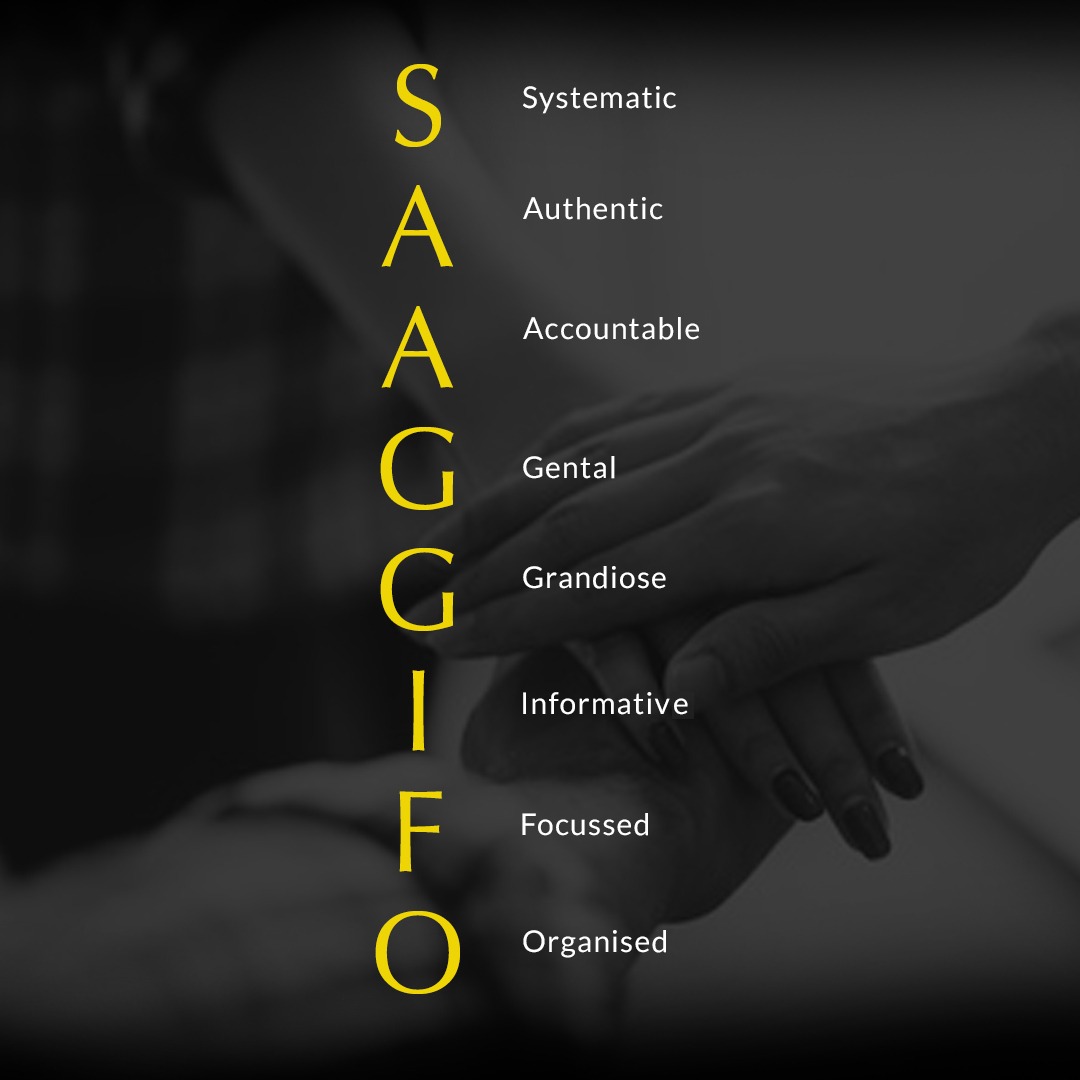 S Systematic
A Authentic
A Accountable
G Gental
G Grandiose
I Informative
F Focussed
O Organised